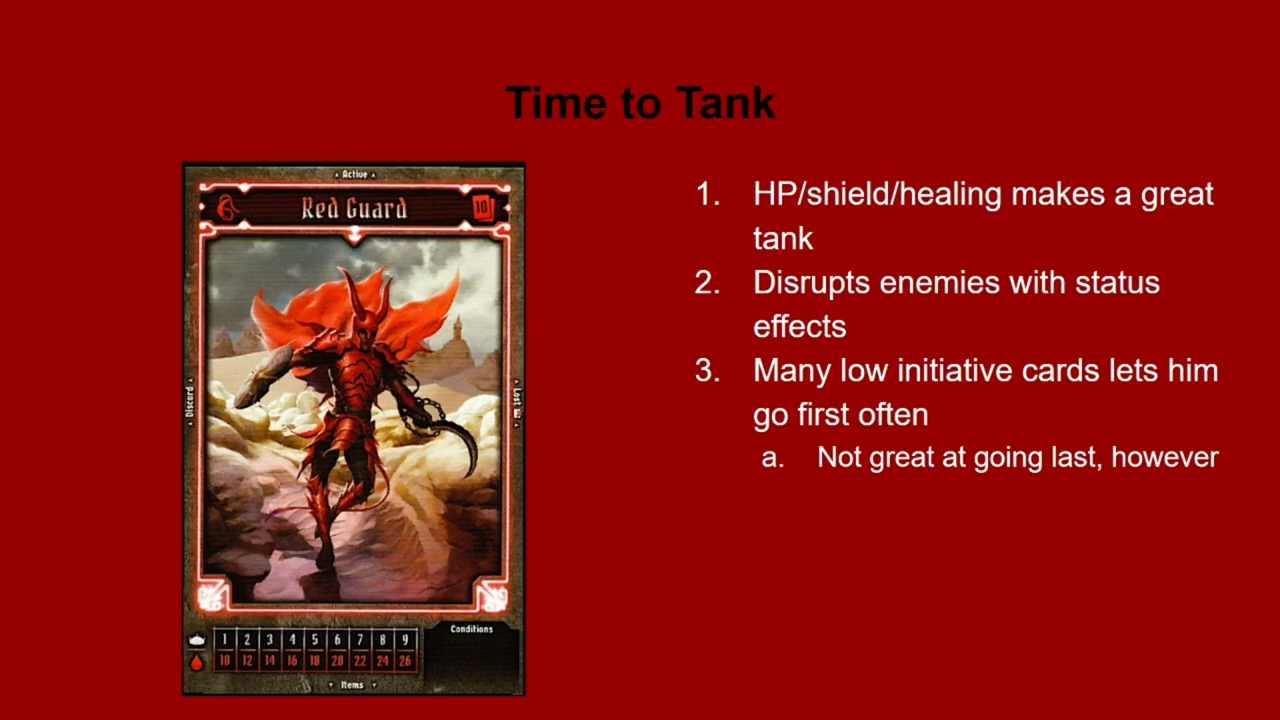 Time to Tank
Active
Red Guard
10
Discard
Lost
1 2 3 4 5 6 7 8 9
10 12 14 16 18 20 22 24 26
Conditions
Items
1. HP/shield/healing makes a great
tank
2. Disrupts enemies with status
effects
3. Many low initiative cards lets him
go first often
a. Not great at going last, however